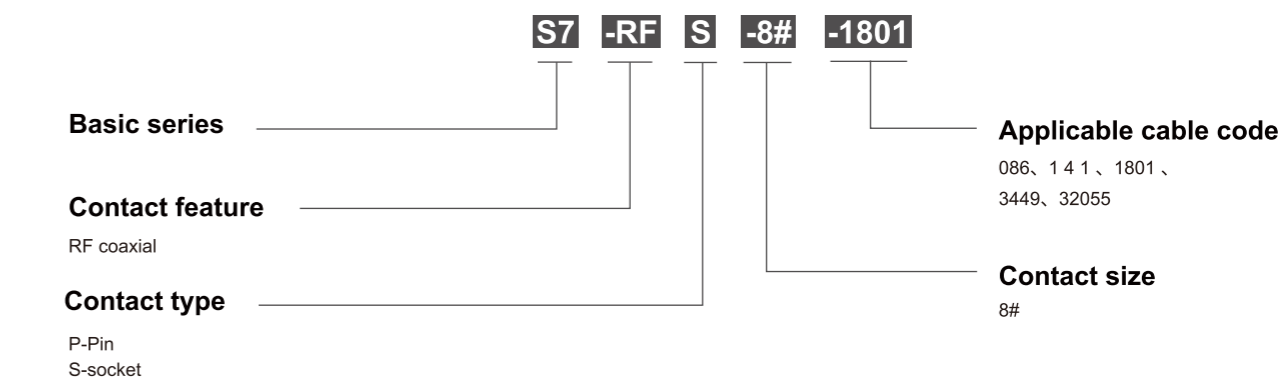 S7 -RF S -8# -1801
Basic series
Contact feature
RF coaxial
Contact type
P-Pin
S-socket
Applicable cable code
086、1 4 1 、1801 、
3449、32055
Contact size
8#